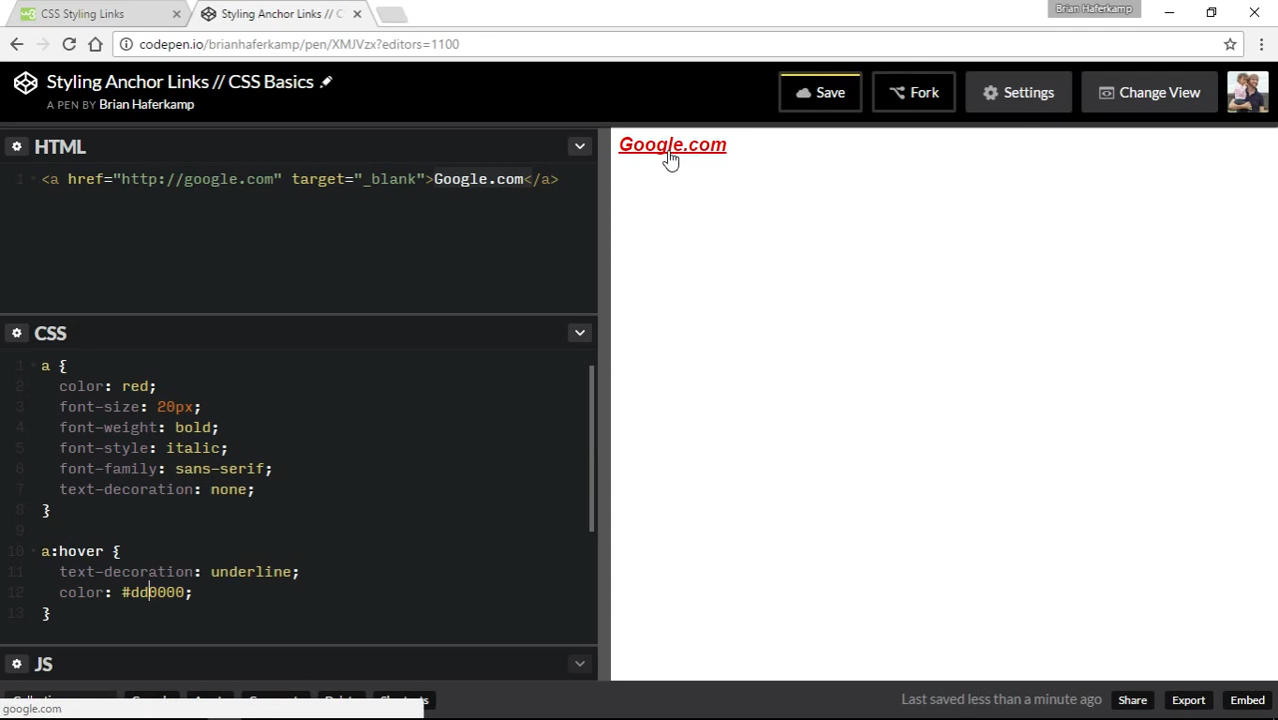 Brian Haferkamp
CSS Styling Links
Styling Anchor Links // C
codepen.io/brianhaferkamp/pen/XMJVzx?editors=1100
Styling Anchor Links // CSS Basics
A PEN BY Brian Haferkamp
Save
Fork
Settings
Change View
HTML
1 <a href="http://google.com" target="_blank">Google.com</a>
Google.com
CSS
1 a {
2 color: red;
3 font-size: 20px;
4 font-weight: bold;
5 font-style: italic;
6 font-family: sans-serif;
7 text-decoration: none;
8 }
9
10 a:hover {
11 text-decoration: underline;
12 color: #dd0000;
13 }
JS
google.com
Last saved less than a minute ago
Share
Export
Embed